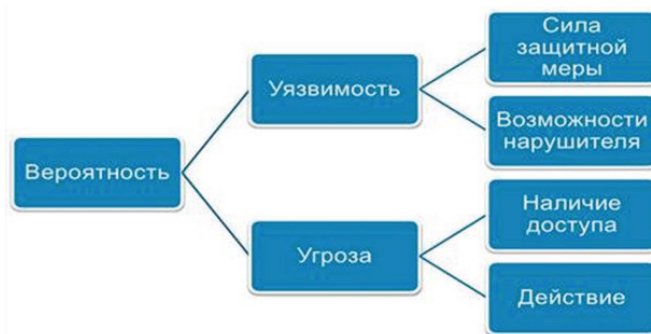 Вероятность
Уязвимость
Сила
защитной
меры
Возможности
нарушителя
Угроза
Наличие
доступа
Действие